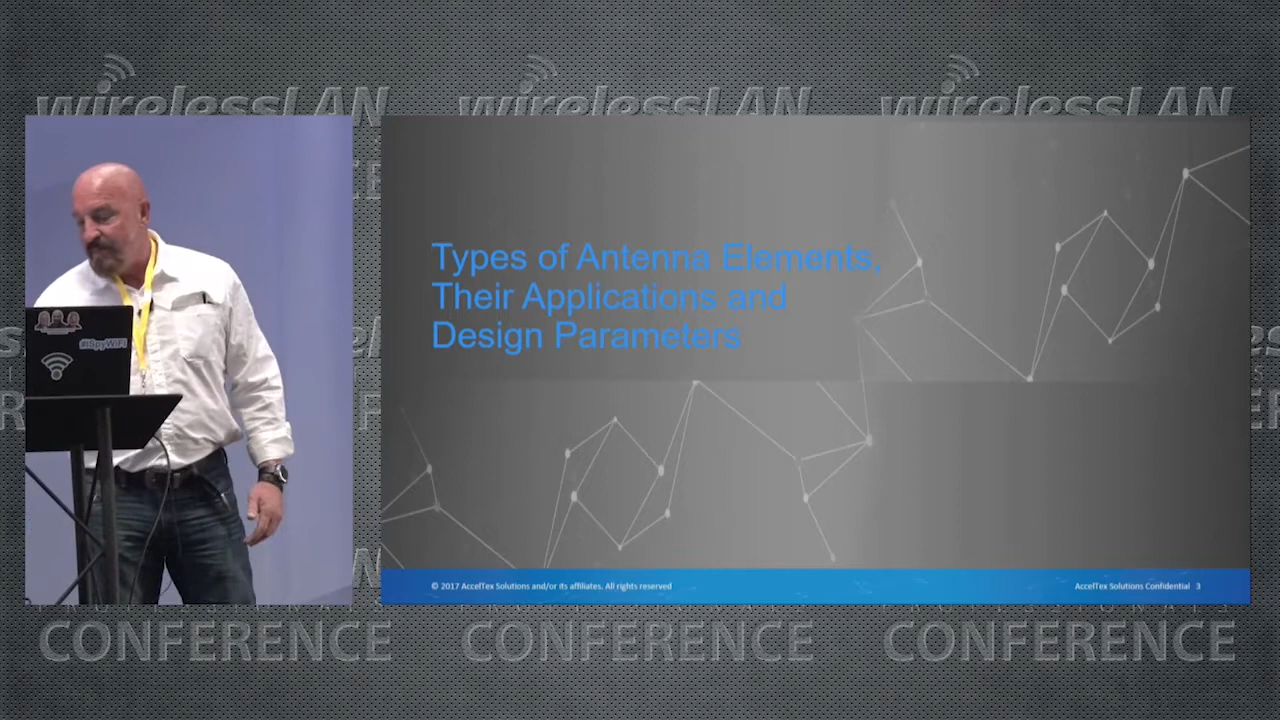 wirelessLAN
wirelessLAN
wirelessLAN
Types of Antenna Elements,
Their Applications and
Design Parameters
#iSpyWiFi
© 2017 AccelTex Solutions and/or its affiliates. All rights reserved
AccelTex Solutions Confidential 3
CONFERENCE
CONFERENCE
CONFERENCE